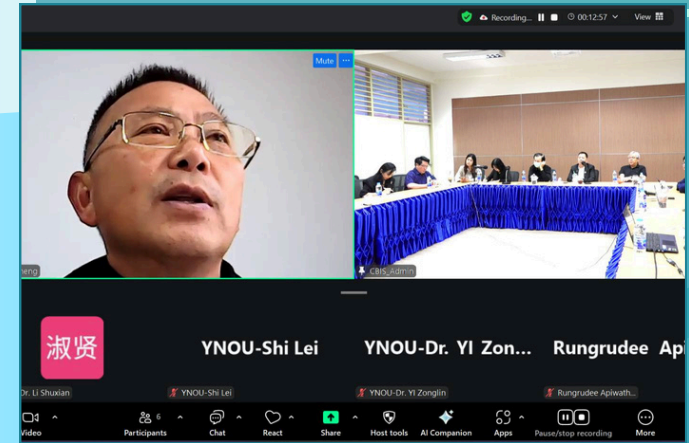 Recording... 00:12:57 View
Mute ...
heng
CBIS_Admin
淑贤
YNOU-Shi Lei
YNOU-Dr. YI Zon...
Rungrudee Api
Dr. Li Shuxian
YNOU-Shi Lei
YNOU-Dr. YI Zonglin
Rungrudee Apiwath...
Video
Participants 6
Chat
React
Share
Host tools
AI Companion
Apps
Pause/stop recording
More